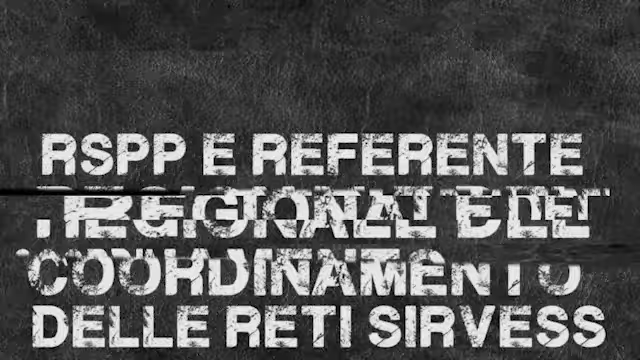 RSPP E REFERENTE
REGIONALE DEL
COORDINAMENTO
DELLE RETI SIRVESS